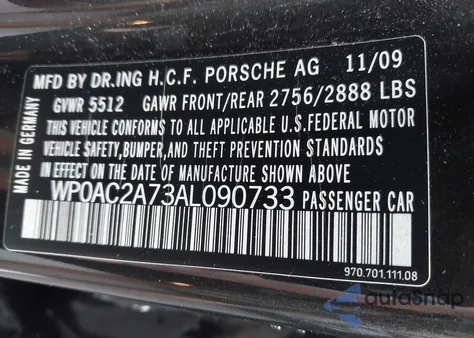 MFD BY DR.ING H.C.F. PORSCHE AG 11/09
GVWR 5512 GAWR FRONT/REAR 2756/2888 LBS
THIS VEHICLE CONFORMS TO ALL APPLICABLE U.S.FEDERAL MOTOR
VEHICLE SAFETY,BUMPER,AND THEFT PREVENTION STANDARDS
IN EFFECT ON THE DATE OF MANUFACTURE SHOWN ABOVE
WP0AC2A73AL090733 PASSENGER CAR
MADE IN GERMANY
970.701.111.08
autosnap